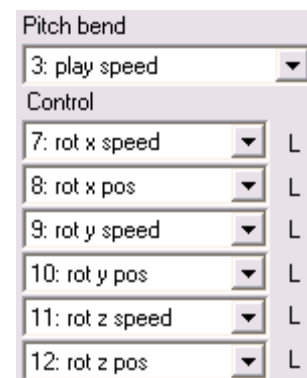 Pitch bend
3: play speed
Control
7: rot x speed L
8: rot x pos L
9: rot y speed L
10: rot y pos L
11: rot z speed L
12: rot z pos L